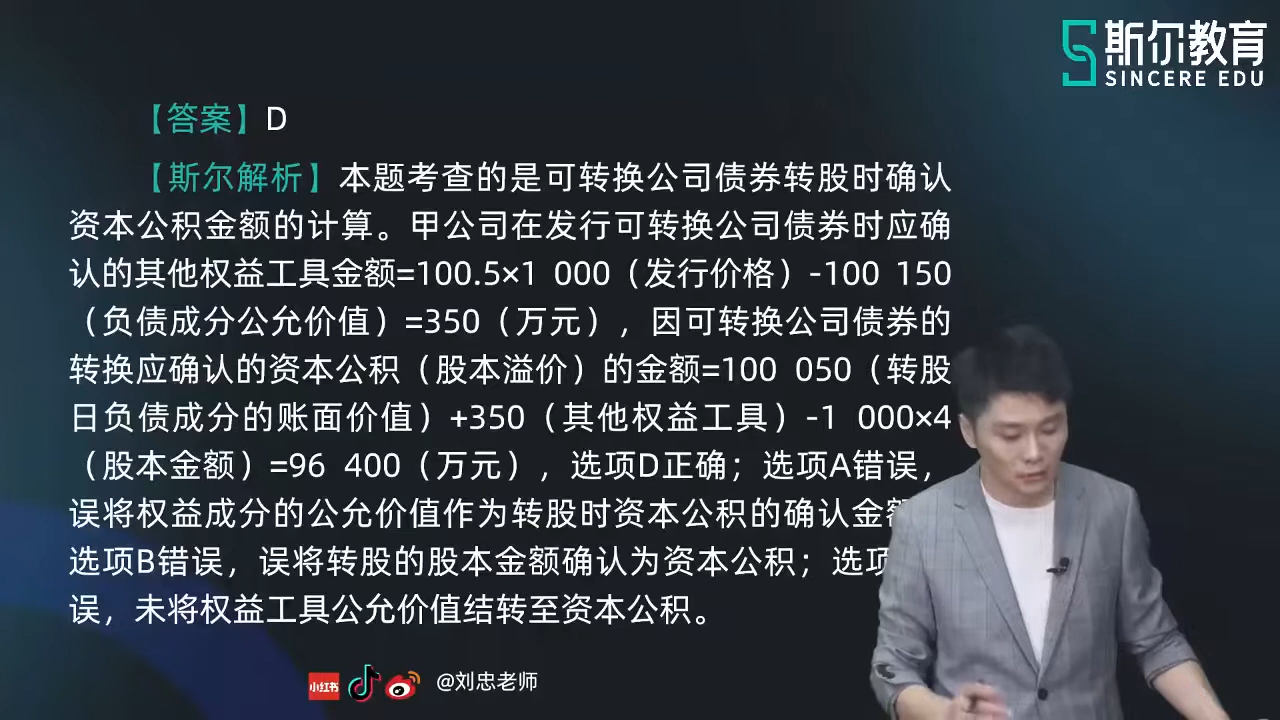 斯尔教育
SINCERE EDU
【答案】D
【斯尔解析】本题考查的是可转换公司债券转股时确认
资本公积金额的计算。甲公司在发行可转换公司债券时应确
认的其他权益工具金额=100.5×1 000（发行价格）-100 150
（负债成分公允价值）=350（万元），因可转换公司债券的
转换应确认的资本公积（股本溢价）的金额=100 050（转股
日负债成分的账面价值）+350（其他权益工具）-1 000×4
（股本金额）=96 400（万元），选项D正确；选项A错误，
误将权益成分的公允价值作为转股时资本公积的确认金
选项B错误，误将转股的股本金额确认为资本公积；选
误，未将权益工具公允价值结转至资本公积。
小红书
@刘忠老师